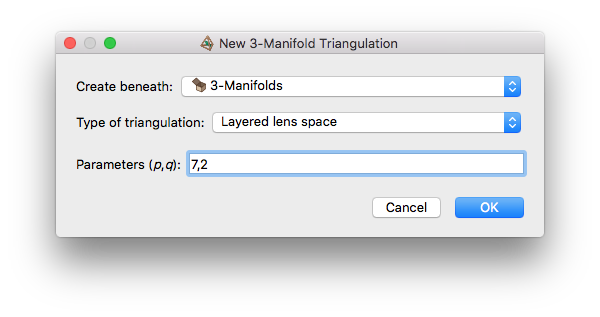 New 3-Manifold Triangulation
Create beneath: 3-Manifolds
Type of triangulation: Layered lens space
Parameters (p,q): 7,2
Cancel OK